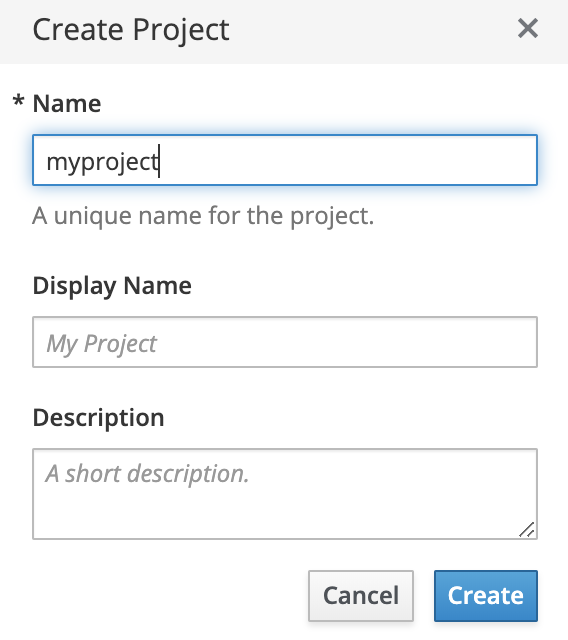 Create Project
* Name
myproject
A unique name for the project.
Display Name
My Project
Description
A short description.
Cancel Create